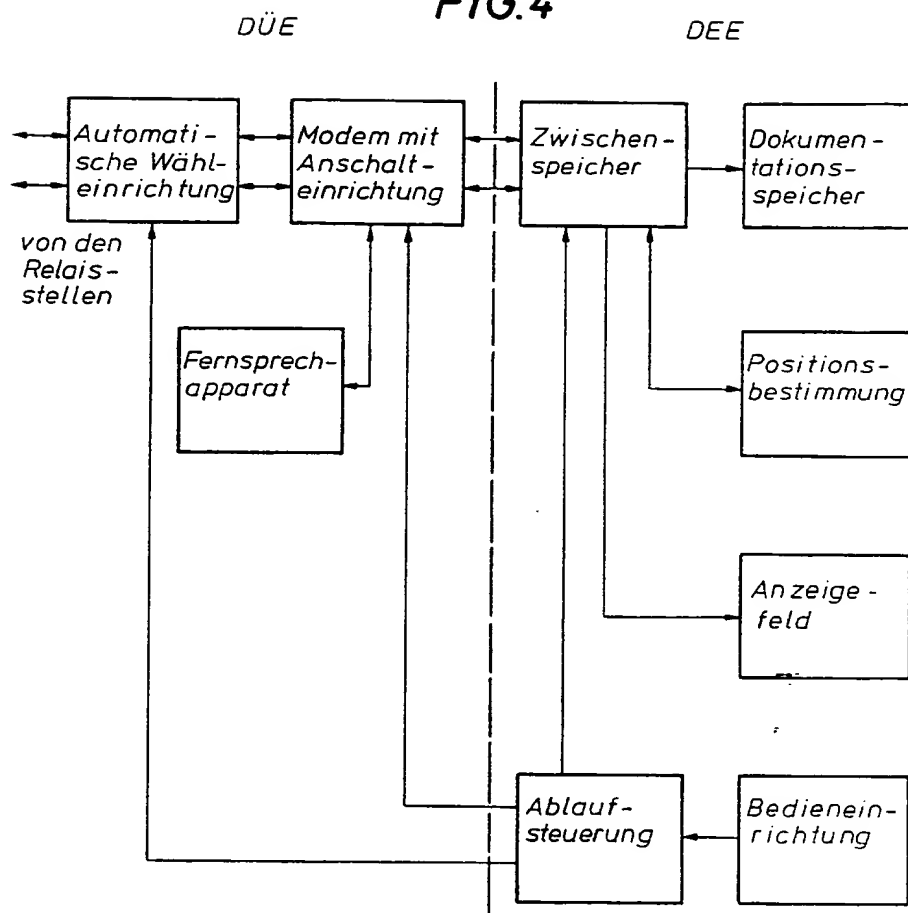 FIG.4
DÜE
DEE
Automati-
sche Wähl-
einrichtung
Modem mit
Anschalt-
einrichtung
Zwischen-
speicher
Dokumen-
tations-
speicher
von den
Relais-
stellen
Fernsprech-
apparat
Positions-
bestimmung
Anzeige-
feld
Ablauf-
steuerung
Bedienein-
richtung